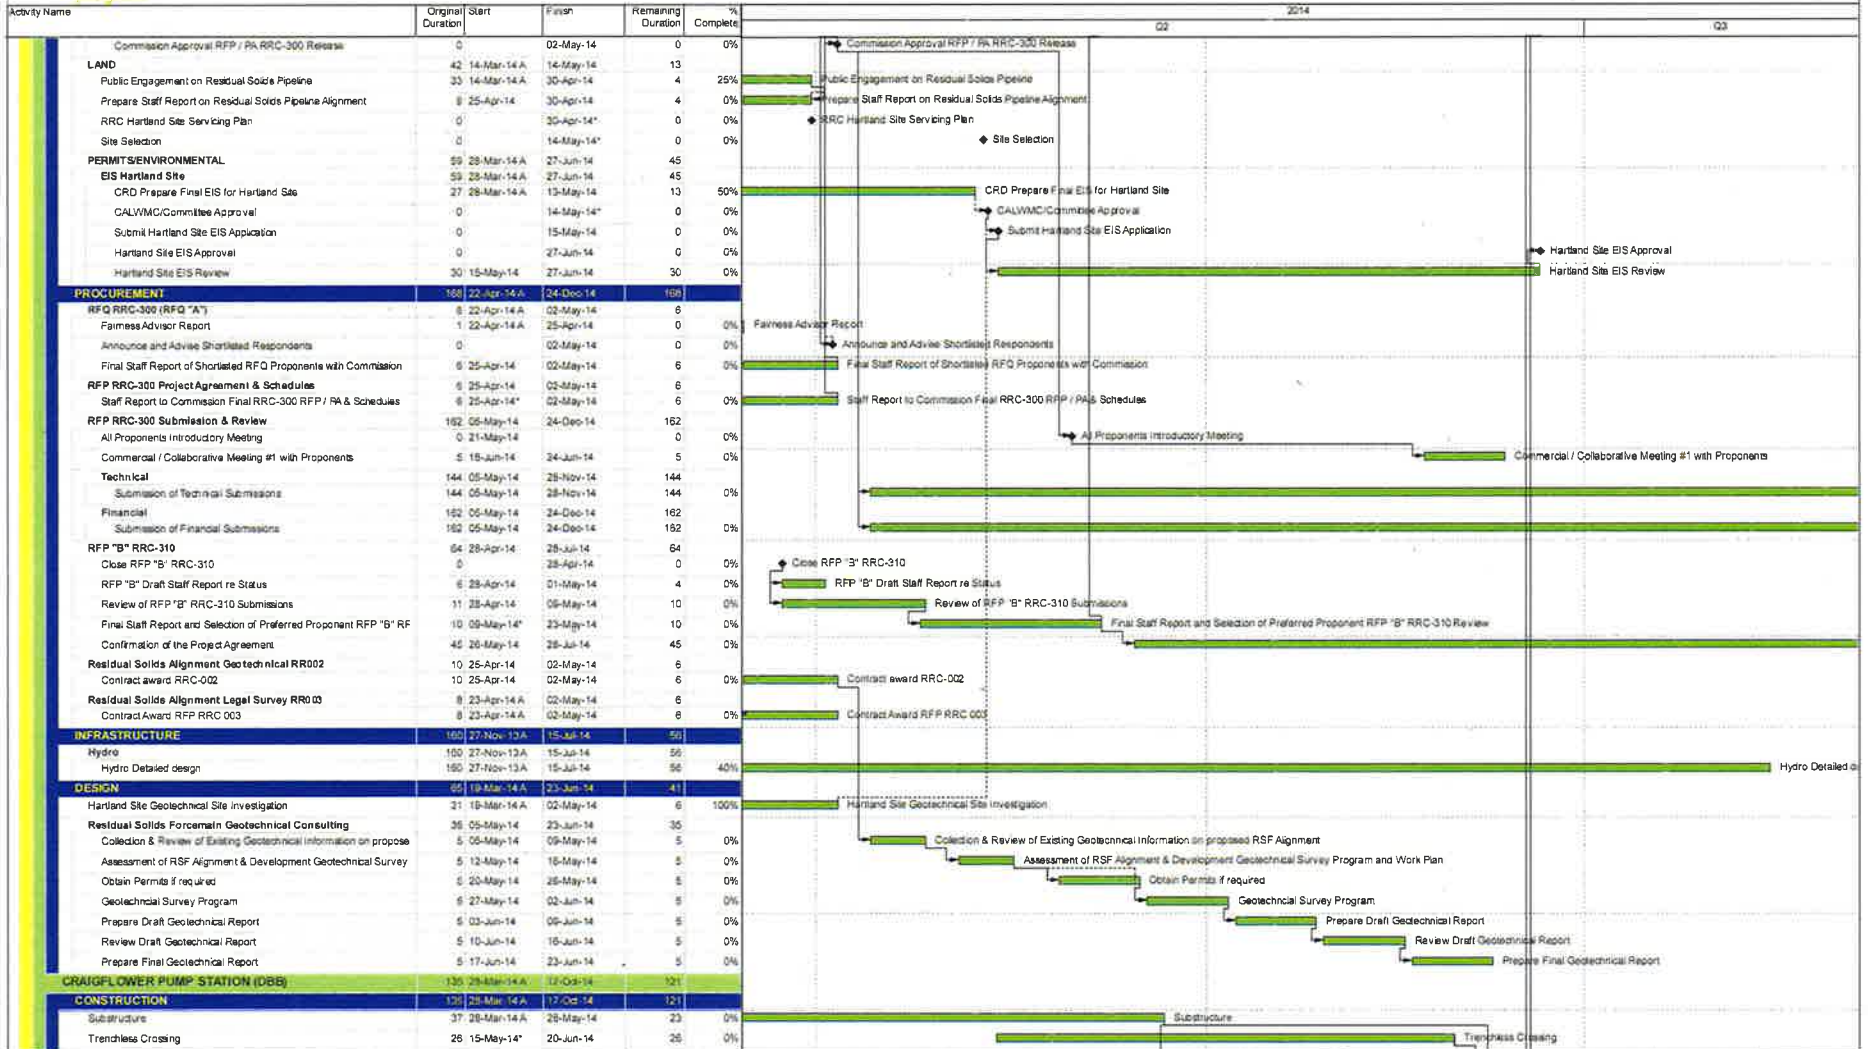 Activity Name Original Duration Start Finish Remaining Duration % Complete 2014
Q2 Q3
Commission Approval RFP / PA RRC-300 Release 0 02-May-14 0 0% Commission Approval RFP / PA RRC-300 Release
LAND 42 14-Mar-14 A 14-May-14 13
Public Engagement on Residual Solids Pipeline 33 14-Mar-14 A 30-Apr-14 4 25% Public Engagement on Residual Solids Pipeline
Prepare Staff Report on Residual Solids Pipeline Alignment 8 25-Apr-14 30-Apr-14 4 0% Prepare Staff Report on Residual Solids Pipeline Alignment
RRC Hartland Site Servicing Plan 0 30-Apr-14* 0 0% RRC Hartland Site Servicing Plan
Site Selection 0 14-May-14* 0 0% Site Selection
PERMITS/ENVIRONMENTAL 59 28-Mar-14 A 27-Jun-14 45
EIS Hartland Site 59 28-Mar-14 A 27-Jun-14 45
CRD Prepare Final EIS for Hartland Site 27 28-Mar-14 A 13-May-14 13 50% CRD Prepare Final EIS for Hartland Site
CALWMC/Committee Approval 0 14-May-14* 0 0% CALWMC/Committee Approval
Submit Hartland Site EIS Application 0 15-May-14 0 0% Submit Hartland Site EIS Application
Hartland Site EIS Approval 0 27-Jun-14 0 0% Hartland Site EIS Approval
Hartland Site EIS Review 30 15-May-14 27-Jun-14 30 0% Hartland Site EIS Review
PROCUREMENT 168 22-Apr-14 A 24-Dec-14 168
RFQ RRC-300 (RFQ "A") 8 22-Apr-14 A 02-May-14 6
Fairness Advisor Report 1 22-Apr-14 A 25-Apr-14 0 0% Fairness Advisor Report
Announce and Advise Shortlisted Respondents 0 02-May-14 0 0% Announce and Advise Shortlisted Respondents
Final Staff Report of Shortlisted RFQ Proponents with Commission 6 25-Apr-14 02-May-14 6 0% Final Staff Report of Shortlisted RFQ Proponents with Commission
RFP RRC-300 Project Agreement & Schedules 6 25-Apr-14 02-May-14 6
Staff Report to Commission Final RRC-300 RFP / PA & Schedules 6 25-Apr-14* 02-May-14 6 0% Staff Report to Commission Final RRC-300 RFP / PA & Schedules
RFP RRC-300 Submission & Review 162 05-May-14 24-Dec-14 162
All Proponents Introductory Meeting 0 21-May-14 0 0% All Proponents Introductory Meeting
Commercial / Collaborative Meeting #1 with Proponents 5 18-Jun-14 24-Jun-14 5 0% Commercial / Collaborative Meeting #1 with Proponents
Technical 144 05-May-14 28-Nov-14 144
Submission of Technical Submissions 144 05-May-14 28-Nov-14 144 0%
Financial 162 05-May-14 24-Dec-14 162
Submission of Financial Submissions 162 05-May-14 24-Dec-14 162 0%
RFP "B" RRC-310 64 28-Apr-14 28-Jul-14 64
Close RFP "B" RRC-310 0 28-Apr-14 0 0% Close RFP "B" RRC-310
RFP "B" Draft Staff Report re Status 6 28-Apr-14 01-May-14 4 0% RFP "B" Draft Staff Report re Status
Review of RFP "B" RRC-310 Submissions 11 28-Apr-14 09-May-14 10 0% Review of RFP "B" RRC-310 Submissions
Final Staff Report and Selection of Preferred Proponent RFP "B" RF 10 09-May-14* 23-May-14 10 0% Final Staff Report and Selection of Preferred Proponent RFP "B" RRC-310 Review
Confirmation of the Project Agreement 45 26-May-14 28-Jul-14 45 0%
Residual Solids Alignment Geotechnical RR002 10 25-Apr-14 02-May-14 6
Contract award RRC-002 10 25-Apr-14 02-May-14 6 0% Contract award RRC-002
Residual Solids Alignment Legal Survey RR003 8 23-Apr-14 A 02-May-14 6
Contract Award RFP RRC 003 8 23-Apr-14 A 02-May-14 6 0% Contract Award RFP RRC 003
INFRASTRUCTURE 160 27-Nov-13 A 15-Jul-14 56
Hydro 160 27-Nov-13 A 15-Jul-14 56
Hydro Detailed design 160 27-Nov-13 A 15-Jul-14 56 40% Hydro Detailed d
DESIGN 65 19-Mar-14 A 23-Jun-14 41
Hartland Site Geotechnical Site Investigation 21 19-Mar-14 A 02-May-14 6 100% Hartland Site Geotechnical Site Investigation
Residual Solids Forcemain Geotechnical Consulting 35 05-May-14 23-Jun-14 35
Collection & Review of Existing Geotechnical Information on propose 5 05-May-14 09-May-14 5 0% Collection & Review of Existing Geotechnical Information on proposed RSF Alignment
Assessment of RSF Alignment & Development Geotechnical Survey 5 12-May-14 16-May-14 5 0% Assessment of RSF Alignment & Development Geotechnical Survey Program and Work Plan
Obtain Permits if required 5 20-May-14 26-May-14 5 0% Obtain Permits if required
Geotechncial Survey Program 5 27-May-14 02-Jun-14 5 0% Geotechncial Survey Program
Prepare Draft Geotechnical Report 5 03-Jun-14 09-Jun-14 5 0% Prepare Draft Geotechnical Report
Review Draft Geotechnical Report 5 10-Jun-14 16-Jun-14 5 0% Review Draft Geotechnical Report
Prepare Final Geotechnical Report 5 17-Jun-14 23-Jun-14 5 0% Prepare Final Geotechnical Report
CRAIGFLOWER PUMP STATION (DBB) 135 28-Mar-14 A 17-Oct-14 121
CONSTRUCTION 135 28-Mar-14 A 17-Oct-14 121
Substructure 37 28-Mar-14 A 28-May-14 23 0% Substructure
Trenchless Crossing 26 15-May-14* 20-Jun-14 26 0% Trenchless Crossing